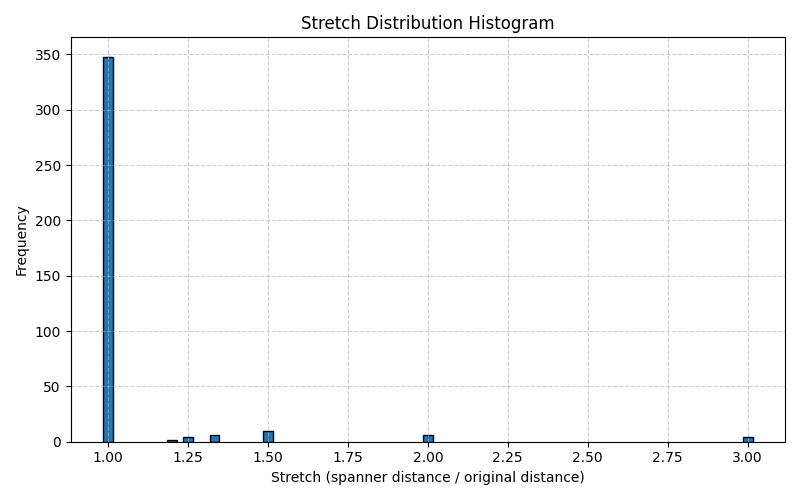 Stretch Distribution Histogram
Frequency
350
300
250
200
150
100
50
0
1.00 1.25 1.50 1.75 2.00 2.25 2.50 2.75 3.00
Stretch (spanner distance / original distance)